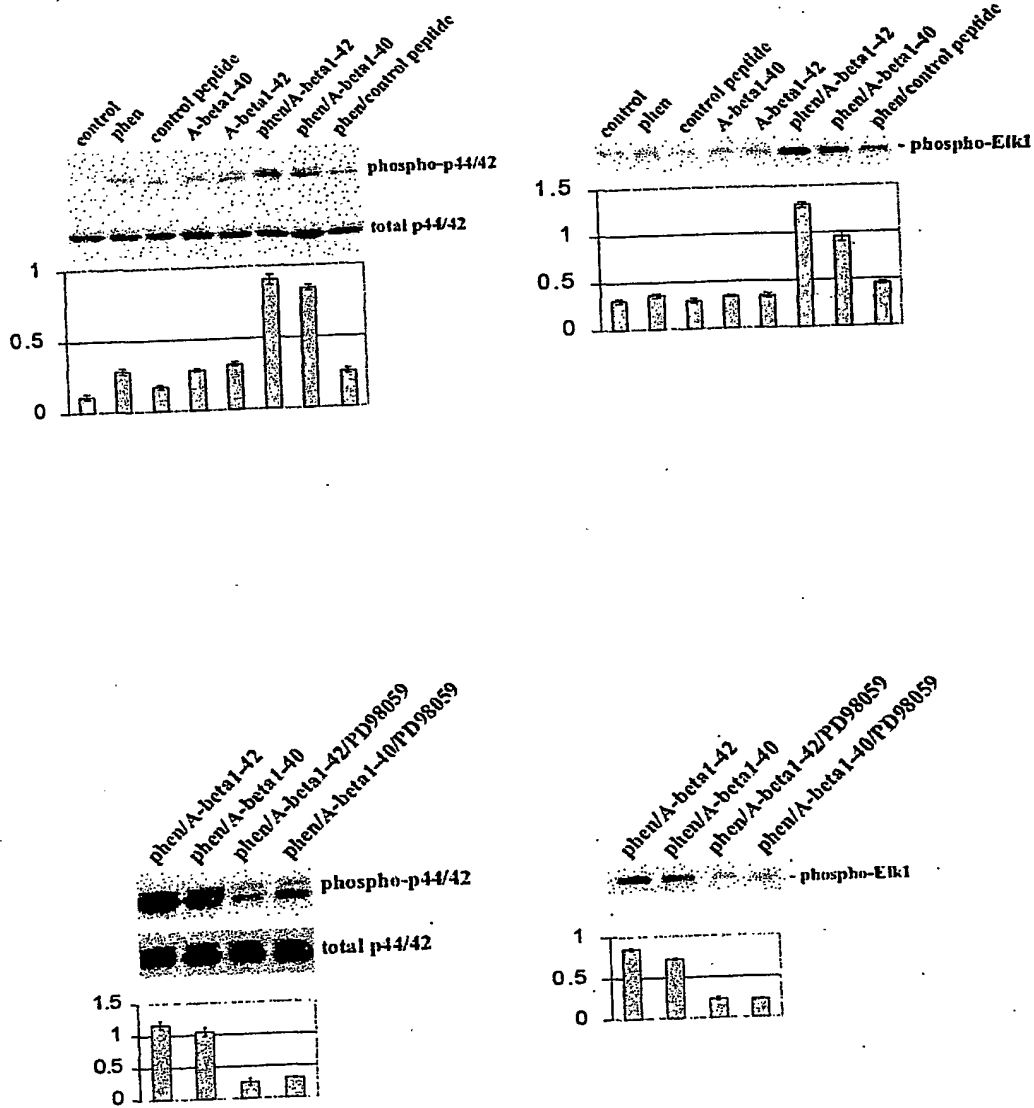 control
phen
control peptide
A-beta1-40
A-beta1-42
phen/A-beta1-42
phen/A-beta1-40
phen/control peptide
phospho-p44/42
total p44/42
1
0.5
0
control
phen
control peptide
A-beta1-40
A-beta1-42
phen/A-beta1-42
phen/A-beta1-40
phen/control peptide
- phospho-Elk1
1.5
1
0.5
0
phen/A-beta1-42
phen/A-beta1-40
phen/A-beta1-42/PD98059
phen/A-beta1-40/PD98059
phospho-p44/42
total p44/42
1.5
1
0.5
0
phen/A-beta1-42
phen/A-beta1-40
phen/A-beta1-42/PD98059
phen/A-beta1-40/PD98059
- phospho-Elk1
1
0.5
0